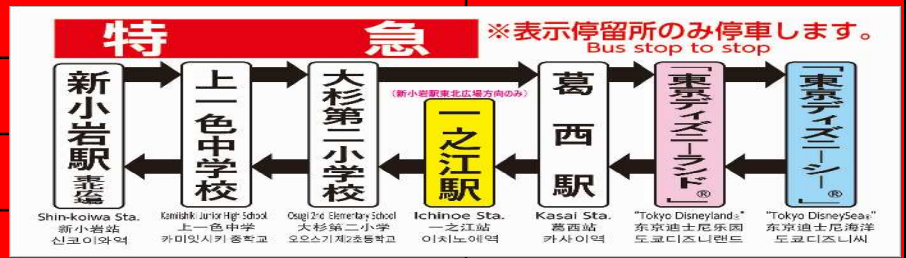 特急
※表示停留所のみ停車します。
Bus stop to stop
新小岩駅東北広場
上一色中学校
大杉第二小学校
(新小岩駅東北広場方向のみ)
一之江駅
葛西駅
「東京ディズニーランド®」
「東京ディズニーシー®」
Shin-koiwa Sta.
新小岩站
신코이와역
Kamiishiki Junior High School
上一色中学
카미잇시키 중학교
Osugi 2nd Elementary School
大杉第二小学
오오스기 제2초등학교
Ichinoe Sta.
一之江站
이치노에역
Kasai Sta.
葛西站
카사이역
"Tokyo Disneyland®"
东京迪士尼乐园
도쿄디즈니랜드
"Tokyo DisneySea®"
东京迪士尼海洋
도쿄디즈니씨